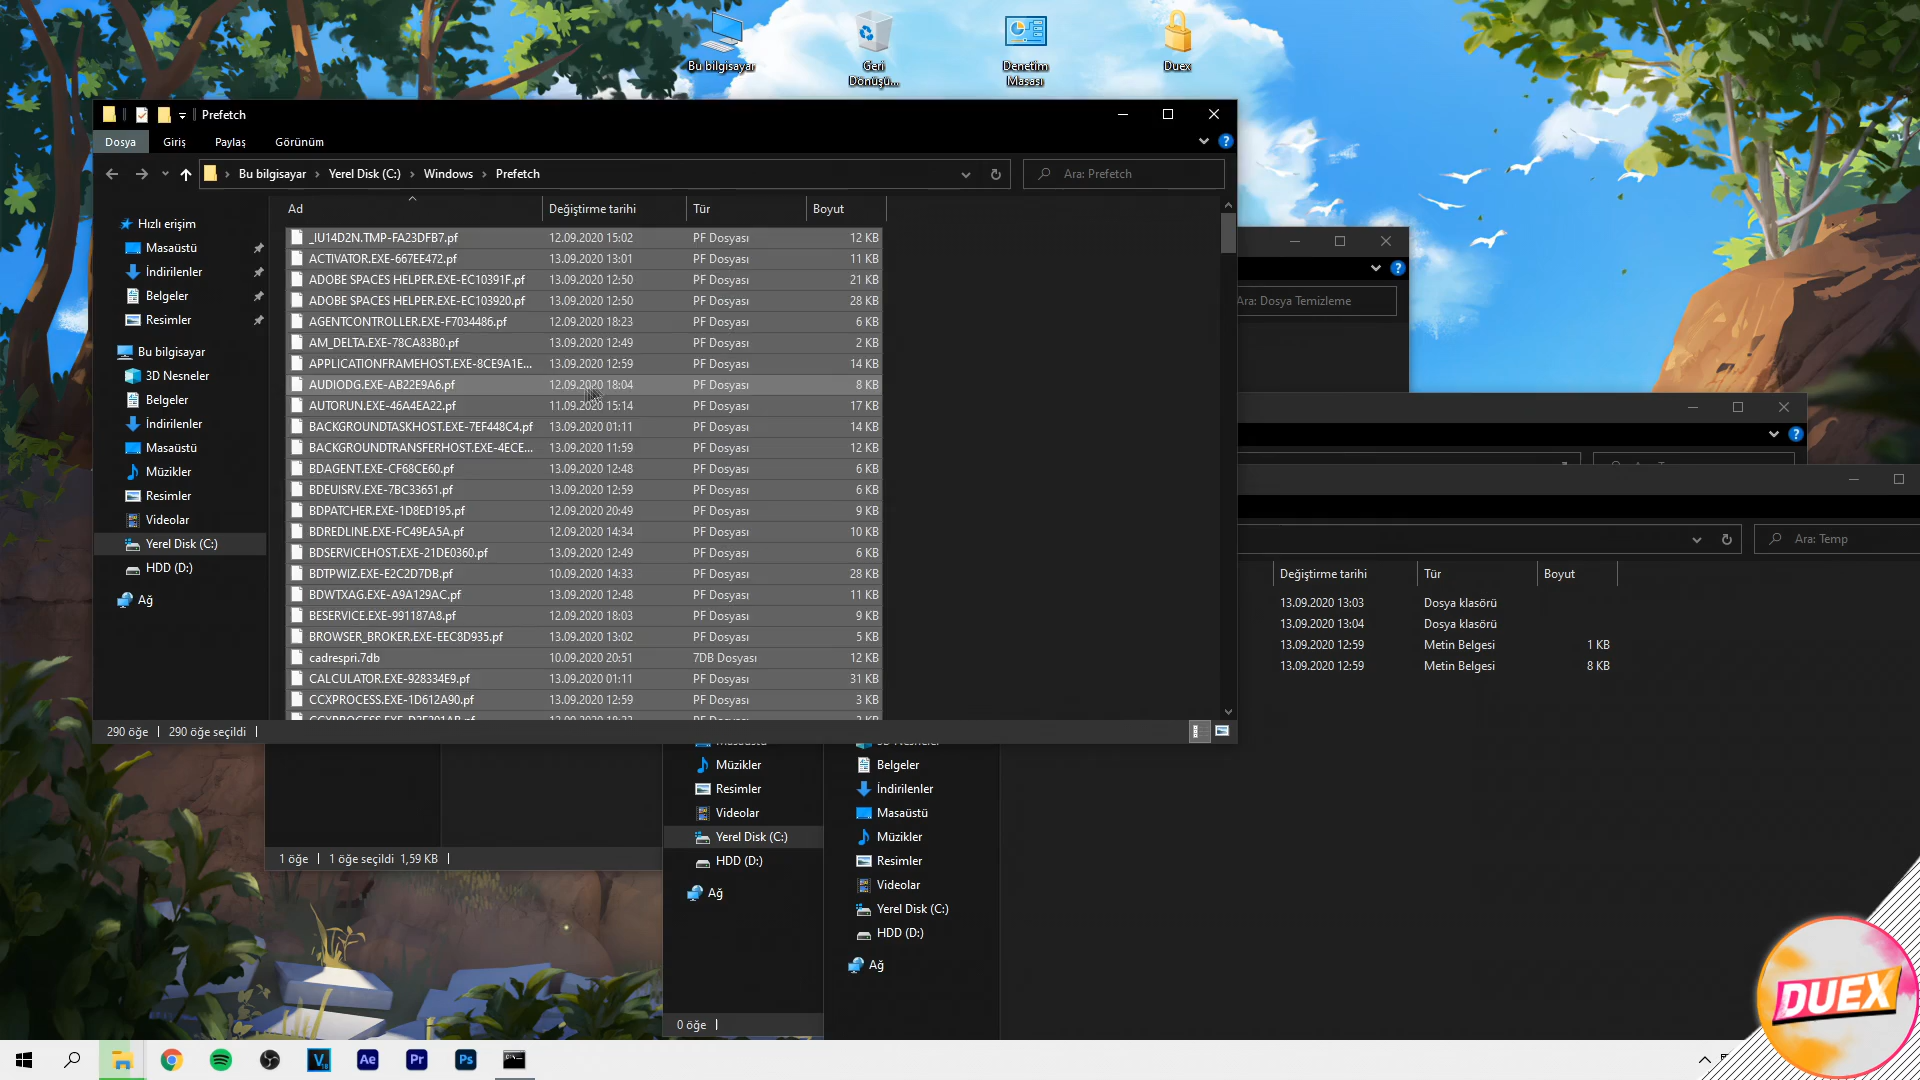 Bu bilgisayar
Geri
Dönüşü...
Denetim
Masası
Duex
Prefetch
Dosya
Giriş
Paylaş
Görünüm
Bu bilgisayar
Yerel Disk (C:)
Windows
Prefetch
Ara: Prefetch
Ad
Değiştirme tarihi
Tür
Boyut
Hızlı erişim
Masaüstü
İndirilenler
Belgeler
Resimler
Bu bilgisayar
3D Nesneler
Belgeler
İndirilenler
Masaüstü
Müzikler
Resimler
Videolar
Yerel Disk (C:)
HDD (D:)
Ağ
_IU14D2N.TMP-FA23DFB7.pf 12.09.2020 15:02 PF Dosyası 12 KB
ACTIVATOR.EXE-667EE472.pf 13.09.2020 13:01 PF Dosyası 11 KB
ADOBE SPACES HELPER.EXE-EC10391F.pf 13.09.2020 12:50 PF Dosyası 21 KB
ADOBE SPACES HELPER.EXE-EC103920.pf 13.09.2020 12:50 PF Dosyası 28 KB
AGENTCONTROLLER.EXE-F7034486.pf 12.09.2020 18:23 PF Dosyası 6 KB
AM_DELTA.EXE-78CA83B0.pf 13.09.2020 12:49 PF Dosyası 2 KB
APPLICATIONFRAMEHOST.EXE-8CE9A1E... 13.09.2020 12:59 PF Dosyası 14 KB
AUDIODG.EXE-AB22E9A6.pf 12.09.2020 18:04 PF Dosyası 8 KB
AUTORUN.EXE-46A4EA22.pf 11.09.2020 15:14 PF Dosyası 17 KB
BACKGROUNDTASKHOST.EXE-7EF448C4.pf 13.09.2020 01:11 PF Dosyası 14 KB
BACKGROUNDTRANSFERHOST.EXE-4ECE... 13.09.2020 11:59 PF Dosyası 12 KB
BDAGENT.EXE-CF68CE60.pf 13.09.2020 12:48 PF Dosyası 6 KB
BDEUISRV.EXE-7BC33651.pf 13.09.2020 12:59 PF Dosyası 6 KB
BDPATCHER.EXE-1D8ED195.pf 12.09.2020 20:49 PF Dosyası 9 KB
BDREDLINE.EXE-FC49EA5A.pf 12.09.2020 14:34 PF Dosyası 10 KB
BDSERVICEHOST.EXE-21DE0360.pf 13.09.2020 12:49 PF Dosyası 6 KB
BDTPWIZ.EXE-E2C2D7DB.pf 10.09.2020 14:33 PF Dosyası 28 KB
BDWTXAG.EXE-A9A129AC.pf 13.09.2020 12:48 PF Dosyası 11 KB
BESERVICE.EXE-991187A8.pf 12.09.2020 18:03 PF Dosyası 9 KB
BROWSER_BROKER.EXE-EEC8D935.pf 13.09.2020 13:02 PF Dosyası 5 KB
cadrespri.7db 10.09.2020 20:51 7DB Dosyası 12 KB
CALCULATOR.EXE-928334E9.pf 13.09.2020 01:11 PF Dosyası 31 KB
CCXPROCESS.EXE-1D612A90.pf 13.09.2020 12:59 PF Dosyası 3 KB
290 öğe
290 öğe seçildi
Ara: Dosya Temizleme
Ara: Temp
Değiştirme tarihi
Tür
Boyut
13.09.2020 13:03 Dosya klasörü
13.09.2020 13:04 Dosya klasörü
13.09.2020 12:59 Metin Belgesi 1 KB
13.09.2020 12:59 Metin Belgesi 8 KB
1 öğe
1 öğe seçildi 1,59 KB
Müzikler
Resimler
Videolar
Yerel Disk (C:)
HDD (D:)
Ağ
0 öğe
Belgeler
İndirilenler
Masaüstü
Müzikler
Resimler
Videolar
Yerel Disk (C:)
HDD (D:)
Ağ
DUEX
Ae
Pr
Ps